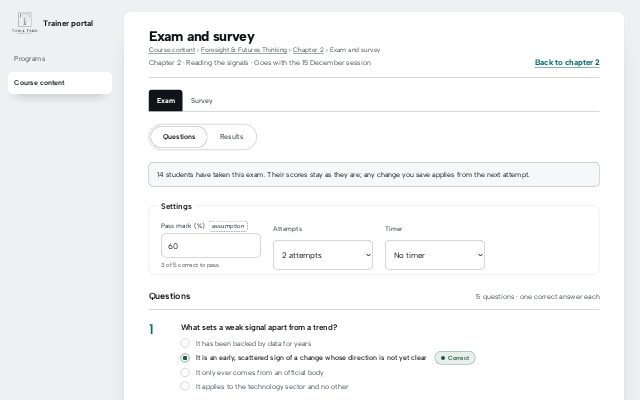 Trainer portal
Programs
Course content
Exam and survey
Course content › Foresight & Futures Thinking › Chapter 2 › Exam and survey
Chapter 2 · Reading the signals · Goes with the 15 December session
Back to chapter 2
Exam Survey
Questions Results
14 students have taken this exam. Their scores stay as they are; any change you save applies from the next attempt.
Settings
Pass mark (%) assumption Attempts Timer
60 2 attempts No timer
3 of 5 correct to pass
Questions 5 questions · one correct answer each
1 What sets a weak signal apart from a trend?
It has been backed by data for years
It is an early, scattered sign of a change whose direction is not yet clear Correct
It only ever comes from an official body
It applies to the technology sector and no other